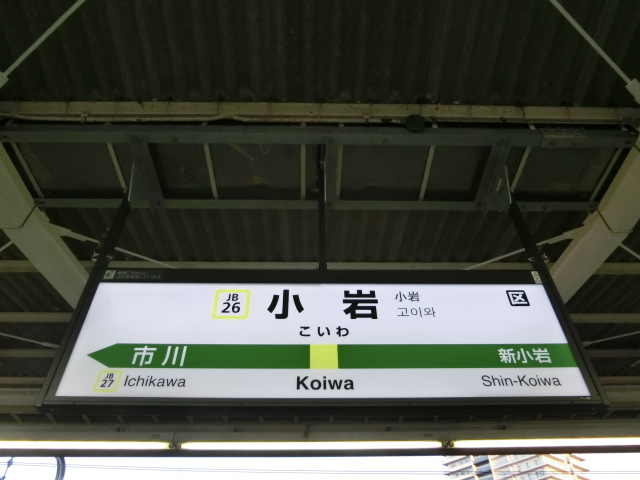 JB 26
小岩
小岩
고이와
区
こいわ
市川
新小岩
JB 27
Ichikawa
Koiwa
Shin-Koiwa